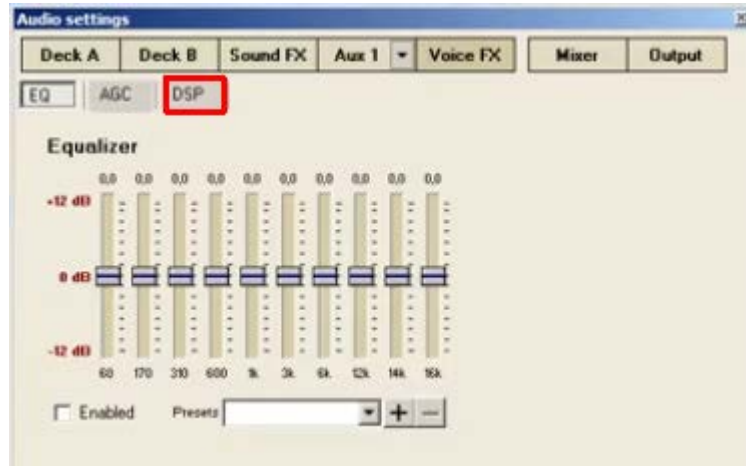 Audio settings
Deck A Deck B Sound FX Aux 1 Voice FX Mixer Output
EQ AGC DSP
Equalizer
0,0 0,0 0,0 0,0 0,0 0,0 0,0 0,0 0,0 0,0
+12 dB
0 dB
-12 dB
60 170 310 600 1k 3k 6k 12k 14k 16k
Enabled Presets + −